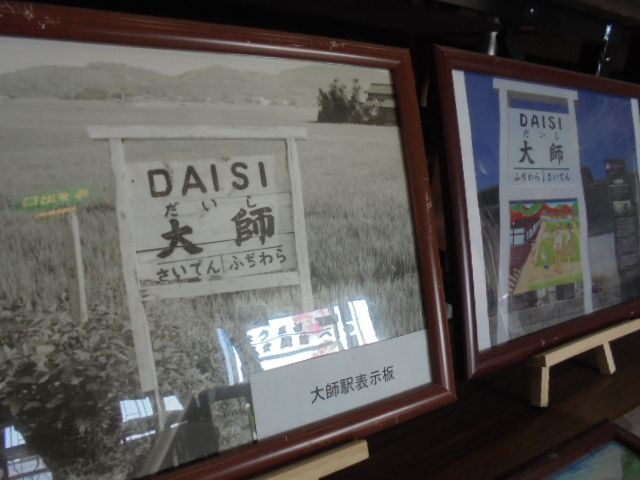 DAISI
だいし
大師
さいでん ふぢわら
大師駅表示板
DAISI
だいし
大師
ふぢわら さいでん